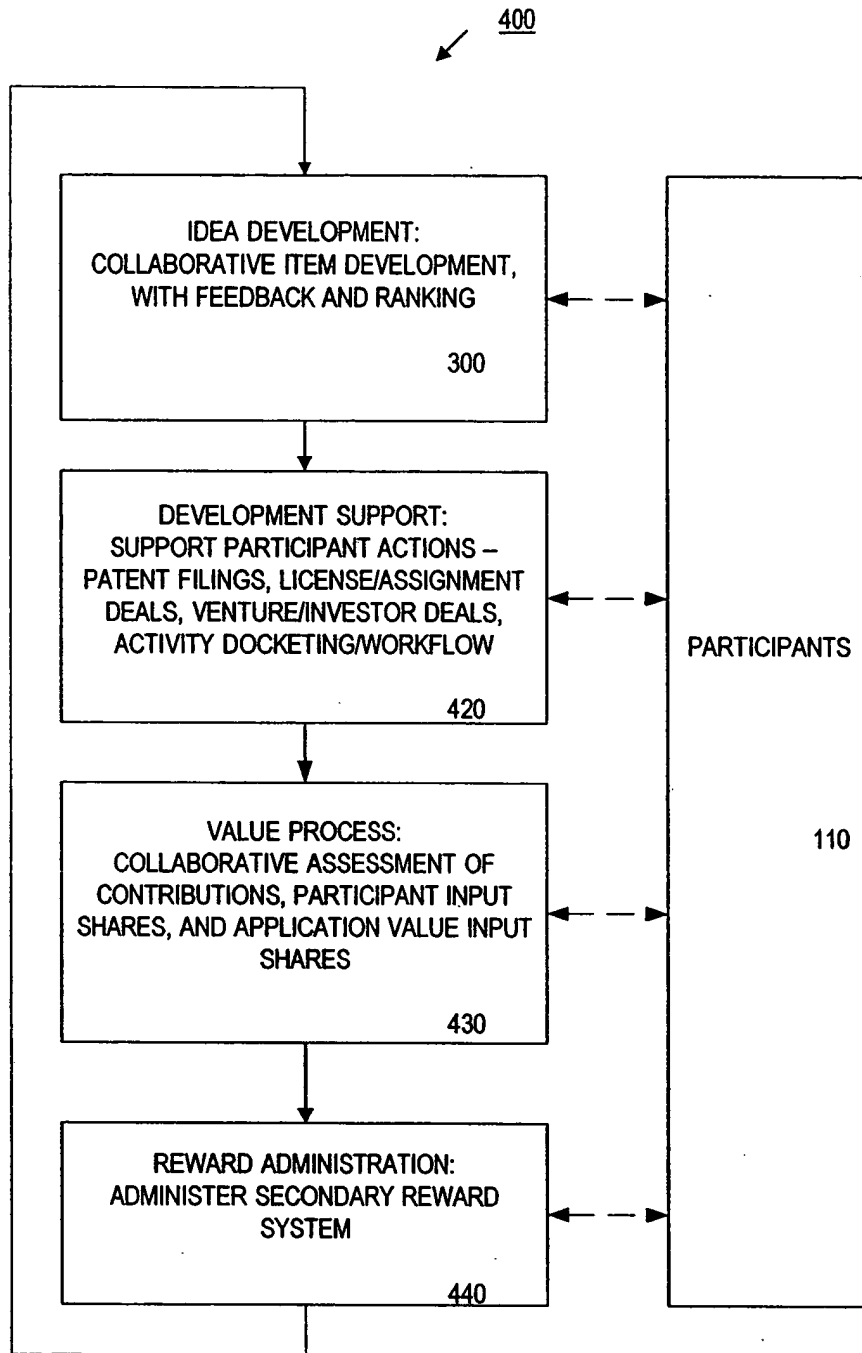 400
IDEA DEVELOPMENT:
COLLABORATIVE ITEM DEVELOPMENT,
WITH FEEDBACK AND RANKING
300
DEVELOPMENT SUPPORT:
SUPPORT PARTICIPANT ACTIONS –
PATENT FILINGS, LICENSE/ASSIGNMENT
DEALS, VENTURE/INVESTOR DEALS,
ACTIVITY DOCKETING/WORKFLOW
420
PARTICIPANTS
110
VALUE PROCESS:
COLLABORATIVE ASSESSMENT OF
CONTRIBUTIONS, PARTICIPANT INPUT
SHARES, AND APPLICATION VALUE INPUT
SHARES
430
REWARD ADMINISTRATION:
ADMINISTER SECONDARY REWARD
SYSTEM
440